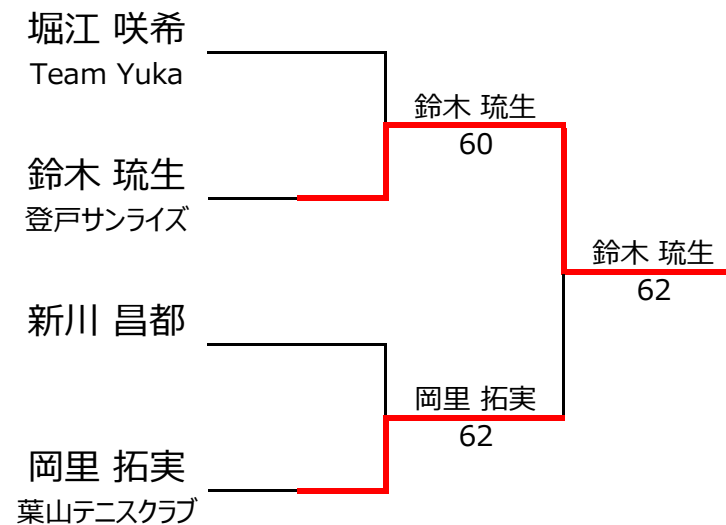 堀江 咲希
Team Yuka
鈴木 琉生
60
鈴木 琉生
登戸サンライズ
鈴木 琉生
62
新川 昌都
岡里 拓実
62
岡里 拓実
葉山テニスクラブ